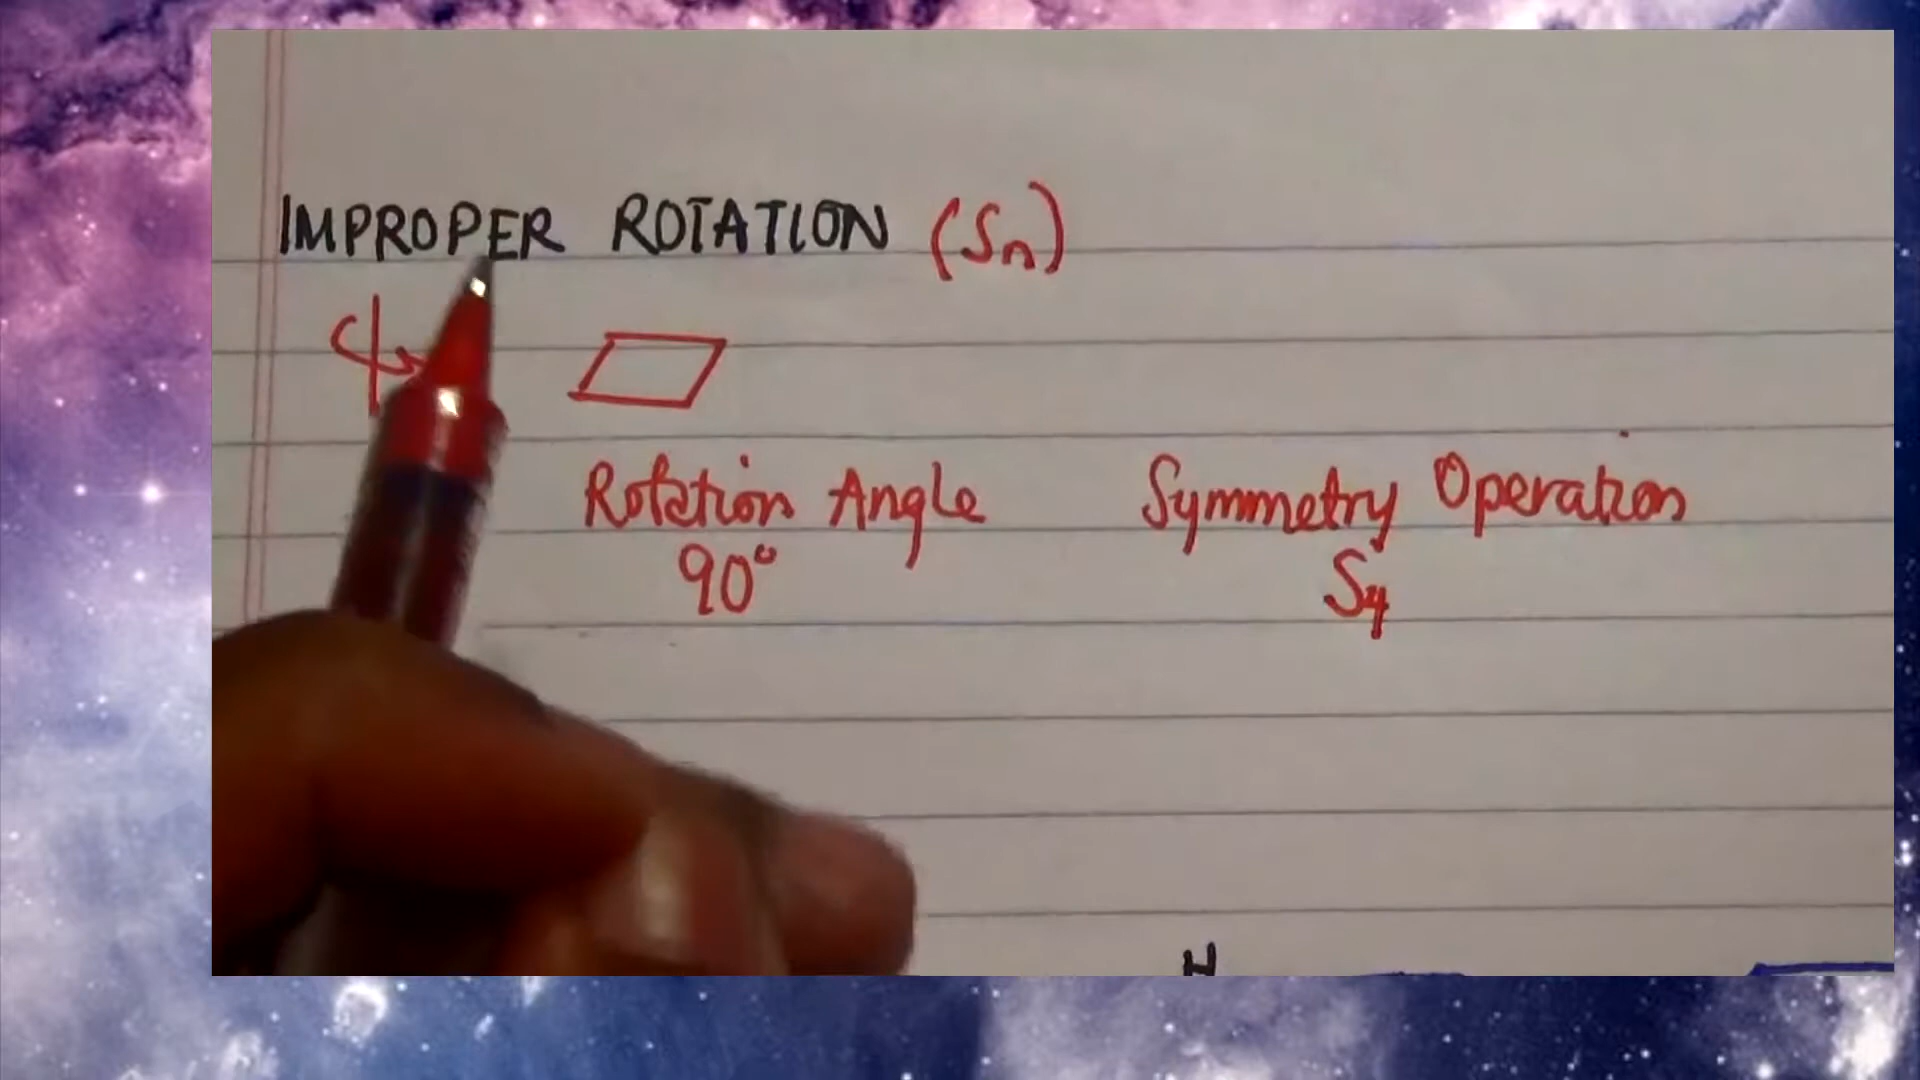 IMPROPER ROTATION (Sn)
Rotation Angle Symmetry Operation
90° S4
H